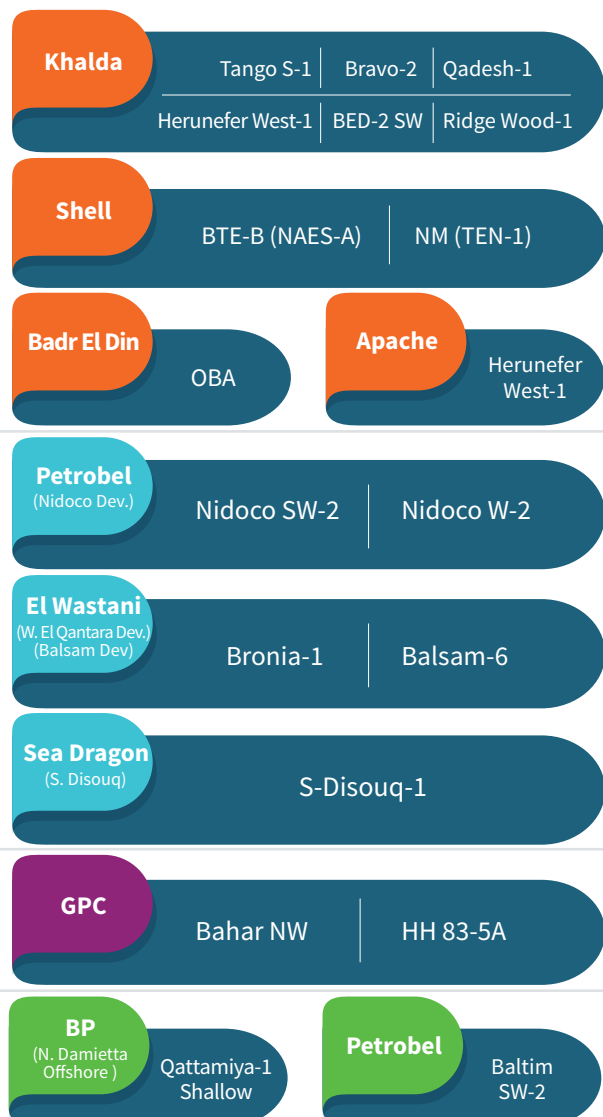 Khalda
Tango S-1 Bravo-2 Qadesh-1
Herunefer West-1 BED-2 SW Ridge Wood-1
Shell
BTE-B (NAES-A) NM (TEN-1)
Badr El Din
OBA
Apache
Herunefer
West-1
Petrobel
(Nidoco Dev.)
Nidoco SW-2 Nidoco W-2
El Wastani
(W. El Qantara Dev.)
(Balsam Dev)
Bronia-1 Balsam-6
Sea Dragon
(S. Disouq)
S-Disouq-1
GPC
Bahar NW HH 83-5A
BP
(N. Damietta
Offshore )
Qattamiya-1
Shallow
Petrobel
Baltim
SW-2